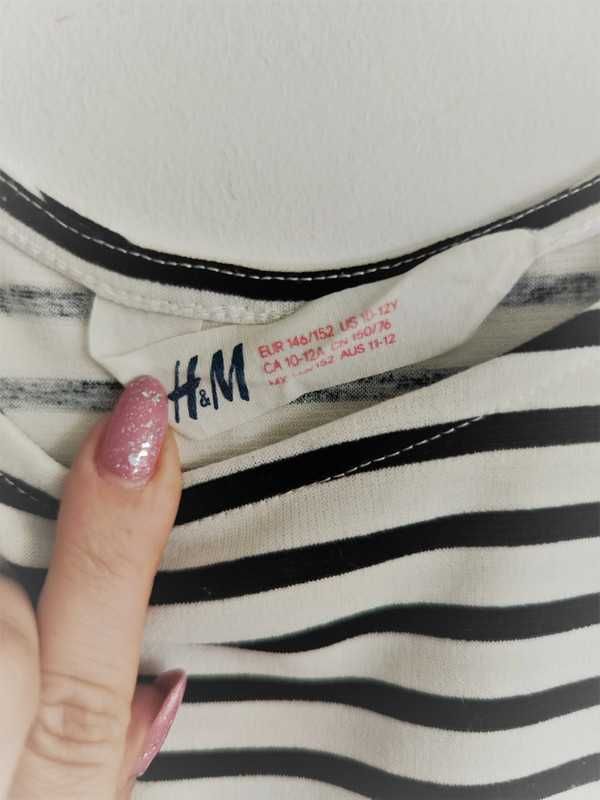 H&M
EUR 146/152 US 10-12Y
CA 10-12A CN 150/76
AUS 11-12